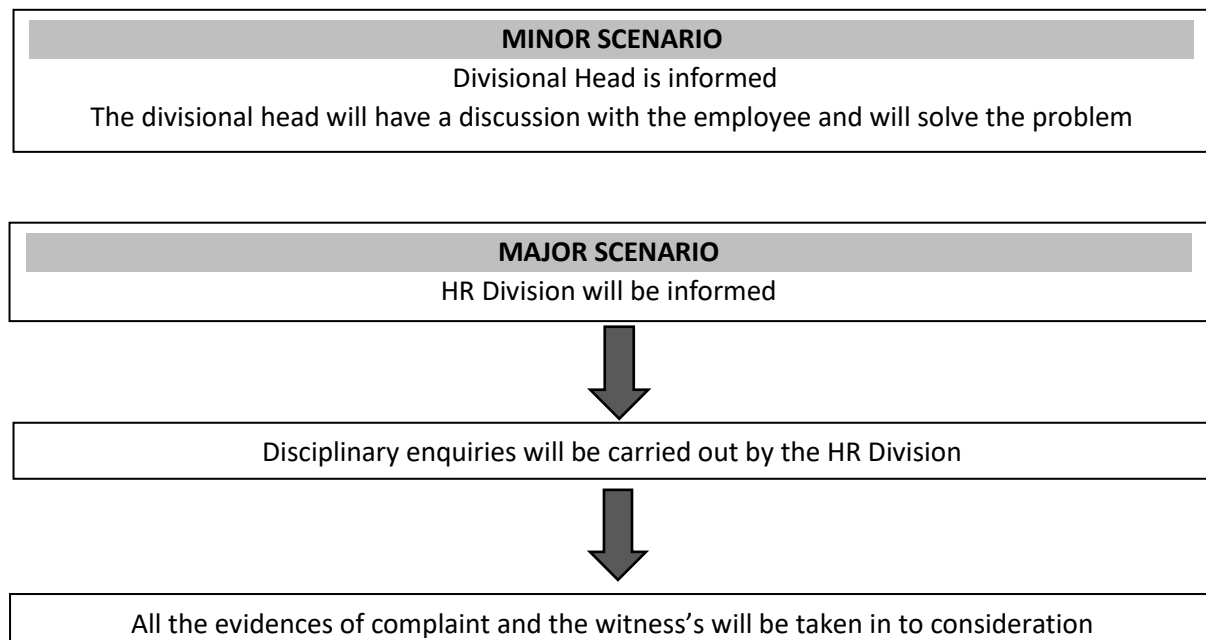 MINOR SCENARIO
Divisional Head is informed
The divisional head will have a discussion with the employee and will solve the problem
MAJOR SCENARIO
HR Division will be informed
Disciplinary enquiries will be carried out by the HR Division
All the evidences of complaint and the witness’s will be taken in to consideration